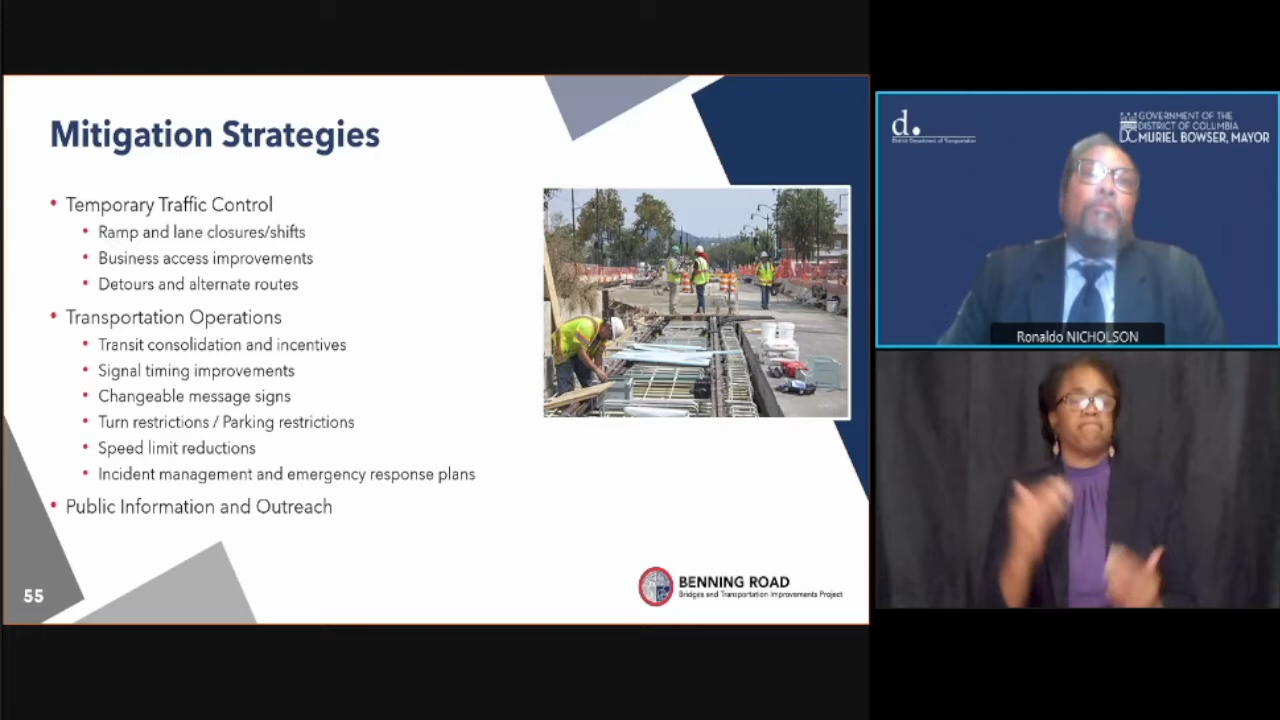 Mitigation Strategies
• Temporary Traffic Control
• Ramp and lane closures/shifts
• Business access improvements
• Detours and alternate routes
• Transportation Operations
• Transit consolidation and incentives
• Signal timing improvements
• Changeable message signs
• Turn restrictions / Parking restrictions
• Speed limit reductions
• Incident management and emergency response plans
• Public Information and Outreach
55
BENNING ROAD
Bridges and Transportation Improvements Project
d.
District Department of Transportation
GOVERNMENT OF THE
DISTRICT OF COLUMBIA
DC MURIEL BOWSER, MAYOR
Ronaldo NICHOLSON